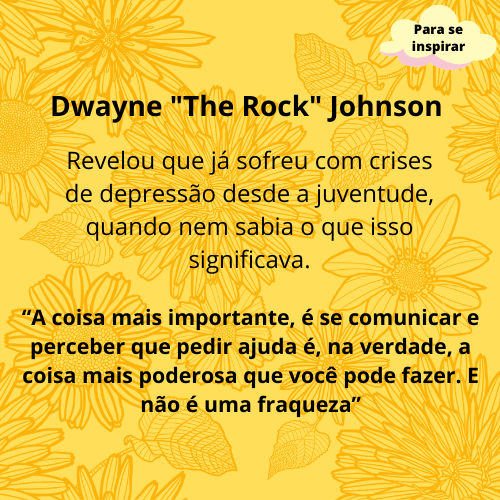 Para se
inspirar
Dwayne "The Rock" Johnson
Revelou que já sofreu com crises
de depressão desde a juventude,
quando nem sabia o que isso
significava.
“A coisa mais importante, é se comunicar e
perceber que pedir ajuda é, na verdade, a
coisa mais poderosa que você pode fazer. E
não é uma fraqueza”